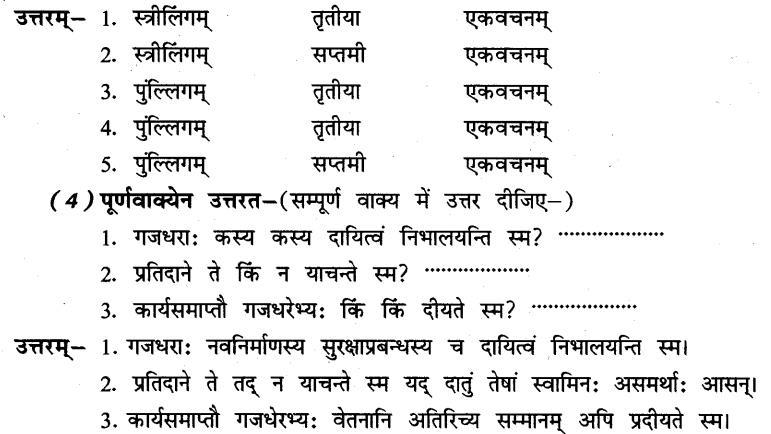 उत्तरम्– 1. स्त्रीलिंगम् तृतीया एकवचनम्
2. स्त्रीलिंगम् सप्तमी एकवचनम्
3. पुंल्लिगम् तृतीया एकवचनम्
4. पुंल्लिगम् तृतीया एकवचनम्
5. पुंल्लिगम् सप्तमी एकवचनम्
(4) पूर्णवाक्येन उत्तरत–(सम्पूर्ण वाक्य में उत्तर दीजिए–)
1. गजधराः कस्य कस्य दायित्वं निभालयन्ति स्म? ...................
2. प्रतिदाने ते किं न याचन्ते स्म? ...................
3. कार्यसमाप्तौ गजधरेभ्यः किं किं दीयते स्म? ...................
उत्तरम्– 1. गजधराः नवनिर्माणस्य सुरक्षाप्रबन्धस्य च दायित्वं निभालयन्ति स्म।
2. प्रतिदाने ते तद् न याचन्ते स्म यद् दातुं तेषां स्वामिनः असमर्थाः आसन्।
3. कार्यसमाप्तौ गजधेरभ्यः वेतनानि अतिरिच्य सम्मानम् अपि प्रदीयते स्म।